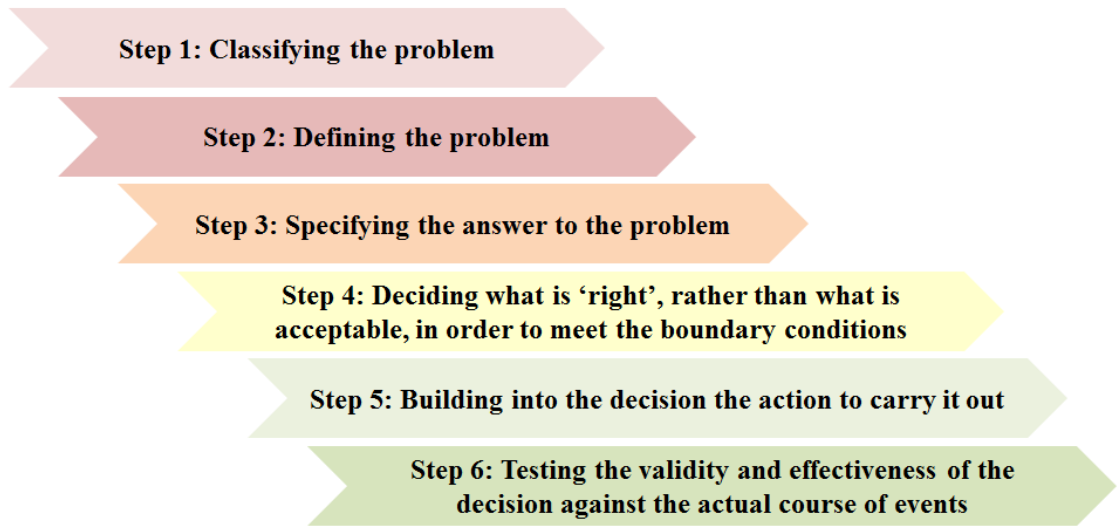 Step 1: Classifying the problem
Step 2: Defining the problem
Step 3: Specifying the answer to the problem
Step 4: Deciding what is ‘right’, rather than what is
acceptable, in order to meet the boundary conditions
Step 5: Building into the decision the action to carry it out
Step 6: Testing the validity and effectiveness of the
decision against the actual course of events